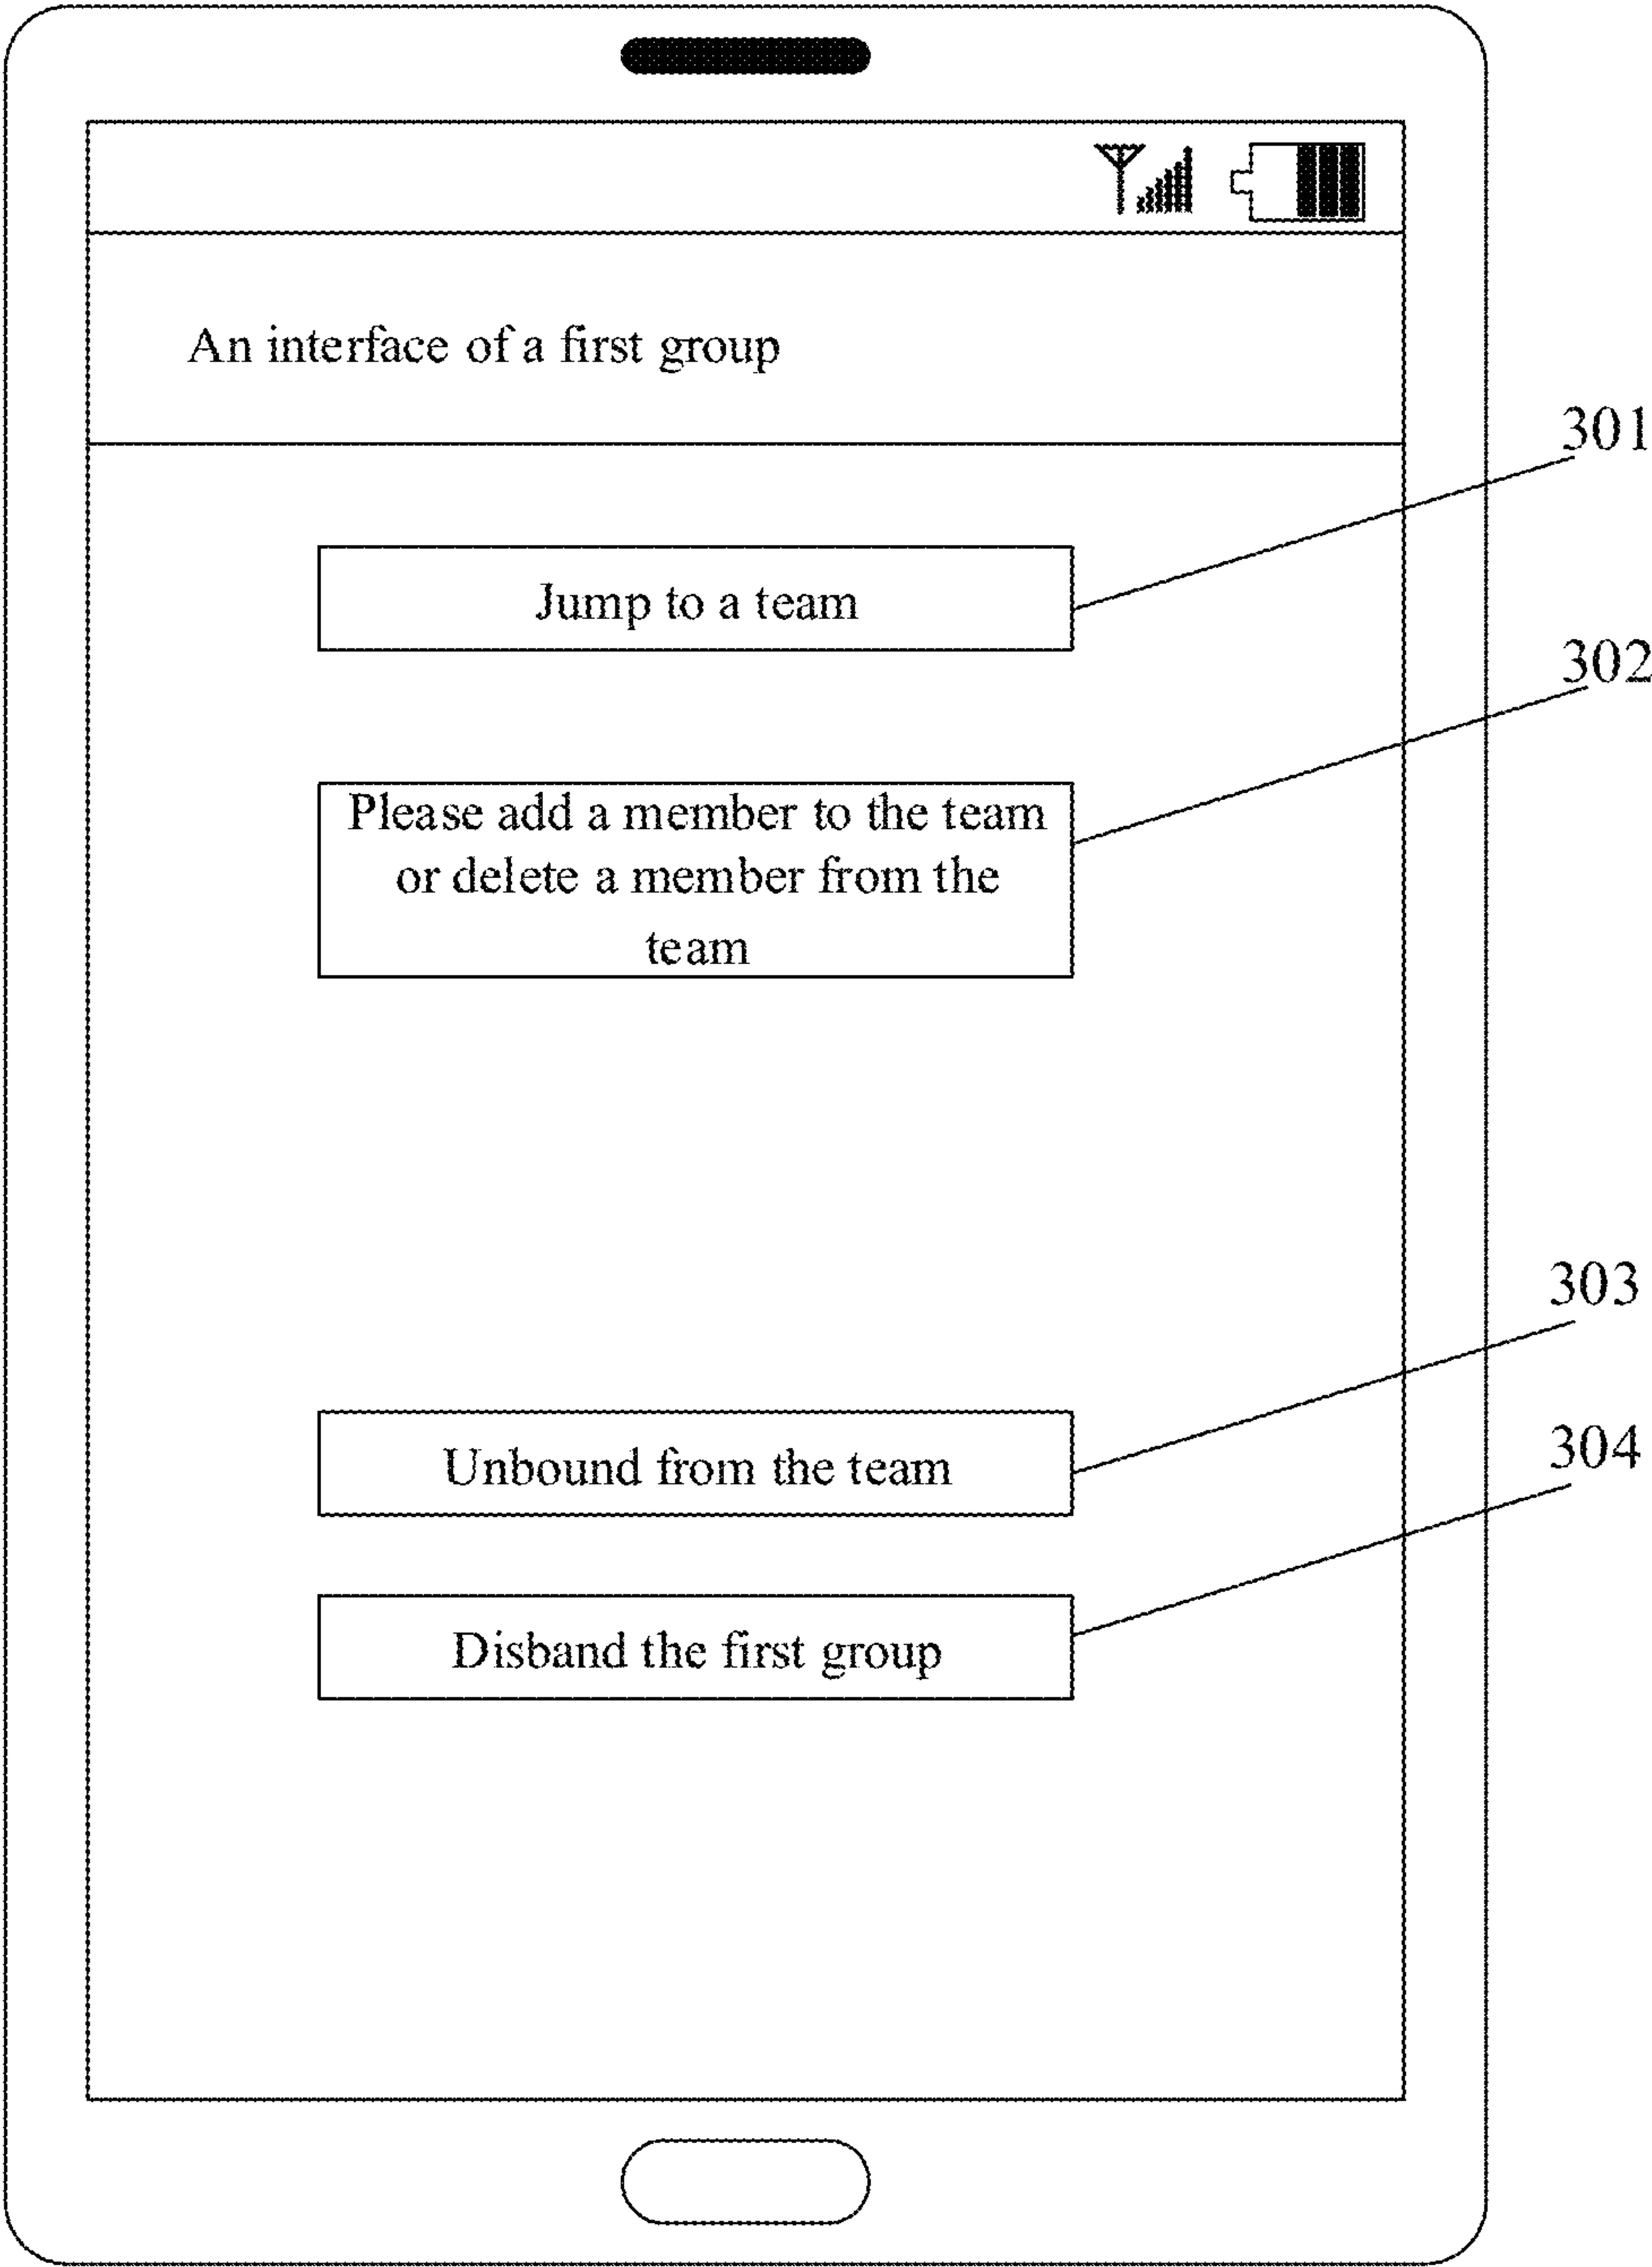 An interface of a first group
301
Jump to a team
302
Please add a member to the team
or delete a member from the
team
303
Unbound from the team
304
Disband the first group